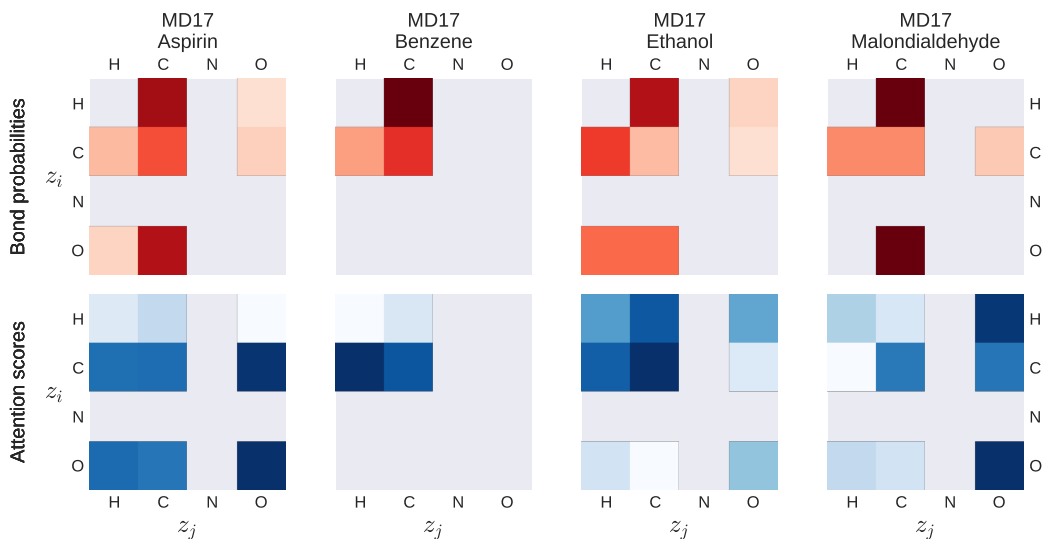 MD17 MD17 MD17 MD17
Aspirin Benzene Ethanol Malondialdehyde
H C N O H C N O H C N O H C N O
Bond probabilities
z_i
H
C
N
O
H
C
N
O
Attention scores
z_i
H
C
N
O
H
C
N
O
H C N O H C N O H C N O H C N O
z_j z_j z_j z_j